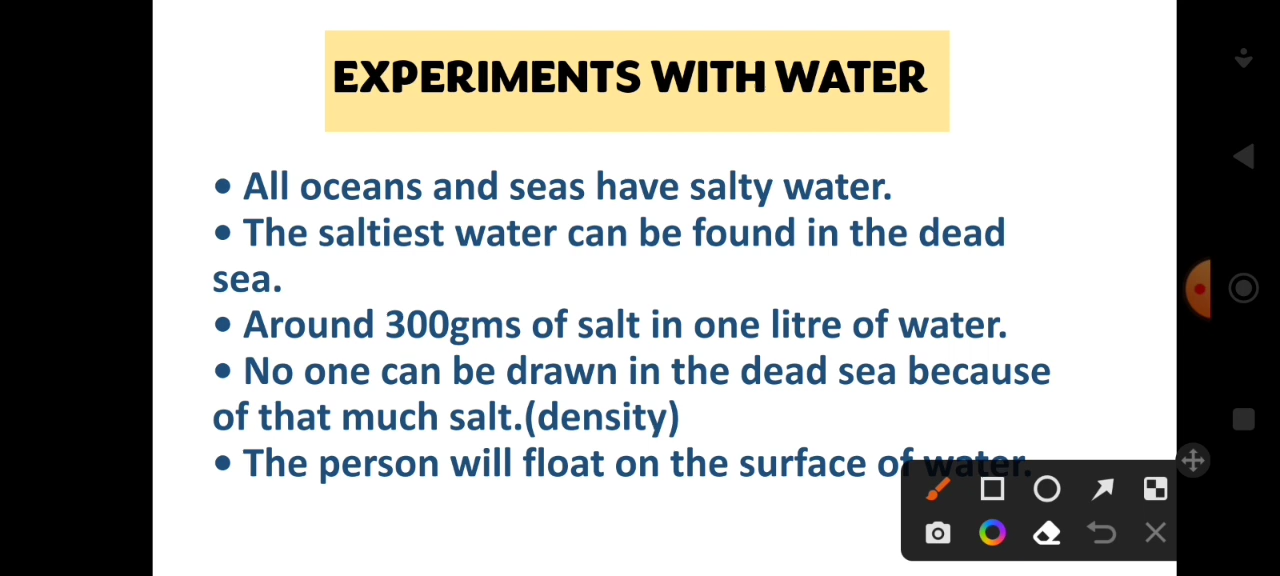 EXPERIMENTS WITH WATER
• All oceans and seas have salty water.
• The saltiest water can be found in the dead
sea.
• Around 300gms of salt in one litre of water.
• No one can be drawn in the dead sea because
of that much salt.(density)
• The person will float on the surface of water.